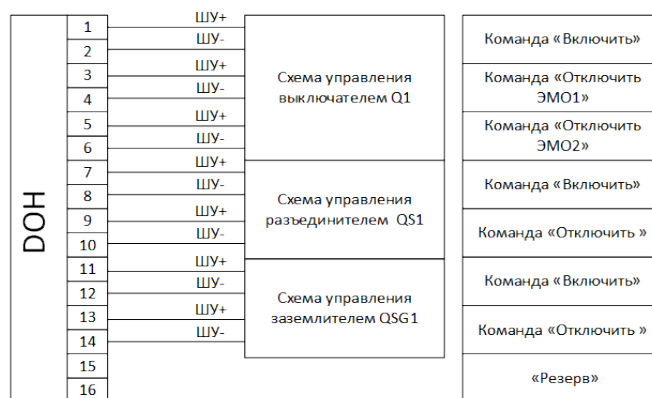 DOH
1 ШУ+
2 ШУ-
3 ШУ+
4 ШУ-
5 ШУ+
6 ШУ-
7 ШУ+
8 ШУ-
9 ШУ+
10 ШУ-
11 ШУ+
12 ШУ-
13 ШУ+
14 ШУ-
15
16
Схема управления
выключателем Q1
Схема управления
разъединителем QS1
Схема управления
заземлителем QSG1
Команда «Включить»
Команда «Отключить
ЭМО1»
Команда «Отключить
ЭМО2»
Команда «Включить»
Команда «Отключить »
Команда «Включить»
Команда «Отключить »
«Резерв»